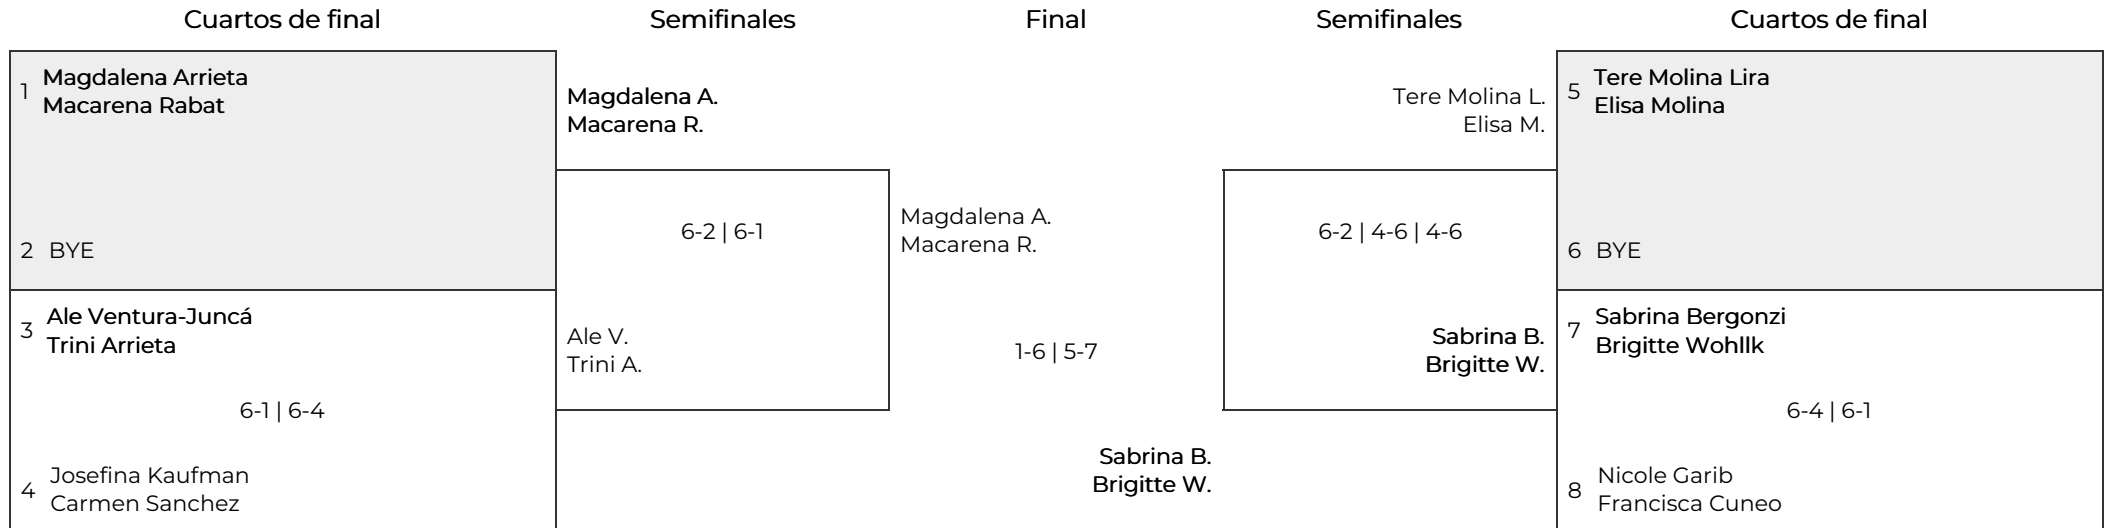 Cuartos de final
Semifinales
Final
Semifinales
Cuartos de final
1
Magdalena Arrieta
Macarena Rabat
2 BYE
3
Ale Ventura-Juncá
Trini Arrieta
6-1 | 6-4
4
Josefina Kaufman
Carmen Sanchez
Magdalena A.
Macarena R.
6-2 | 6-1
Ale V.
Trini A.
Magdalena A.
Macarena R.
1-6 | 5-7
Sabrina B.
Brigitte W.
Tere Molina L.
Elisa M.
6-2 | 4-6 | 4-6
Sabrina B.
Brigitte W.
5
Tere Molina Lira
Elisa Molina
6 BYE
7
Sabrina Bergonzi
Brigitte Wohllk
6-4 | 6-1
8
Nicole Garib
Francisca Cuneo